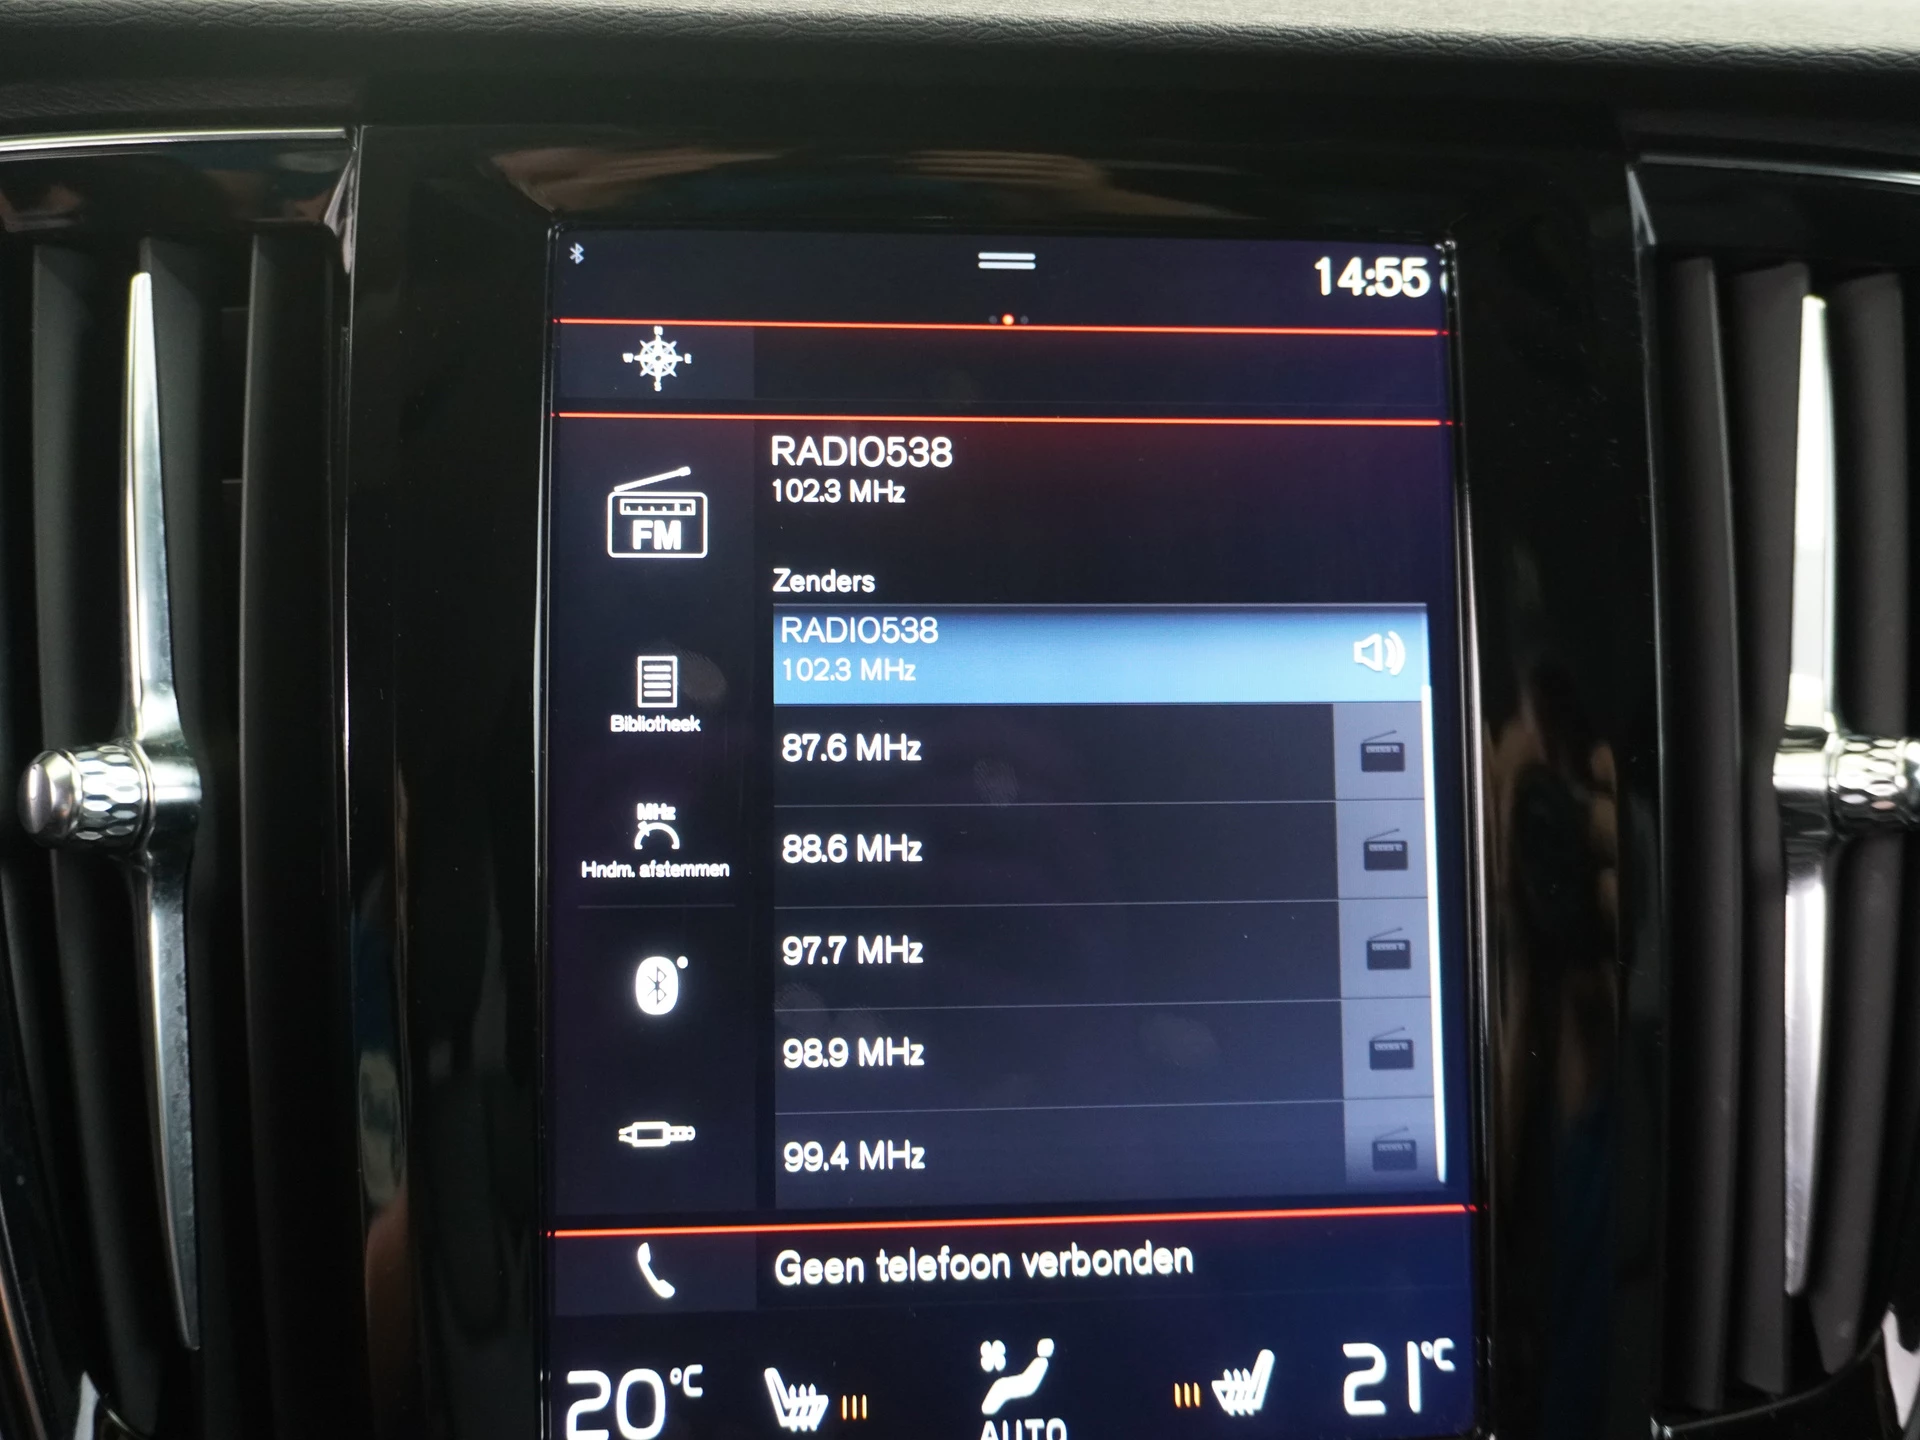 14:55
N
W E
S
RADIO538
102.3 MHz
FM
Zenders
RADIO538
102.3 MHz
Bibliotheek
87.6 MHz
MHz
88.6 MHz
Hndm. afstemmen
97.7 MHz
98.9 MHz
99.4 MHz
Geen telefoon verbonden
20°C
21°C
AUTO